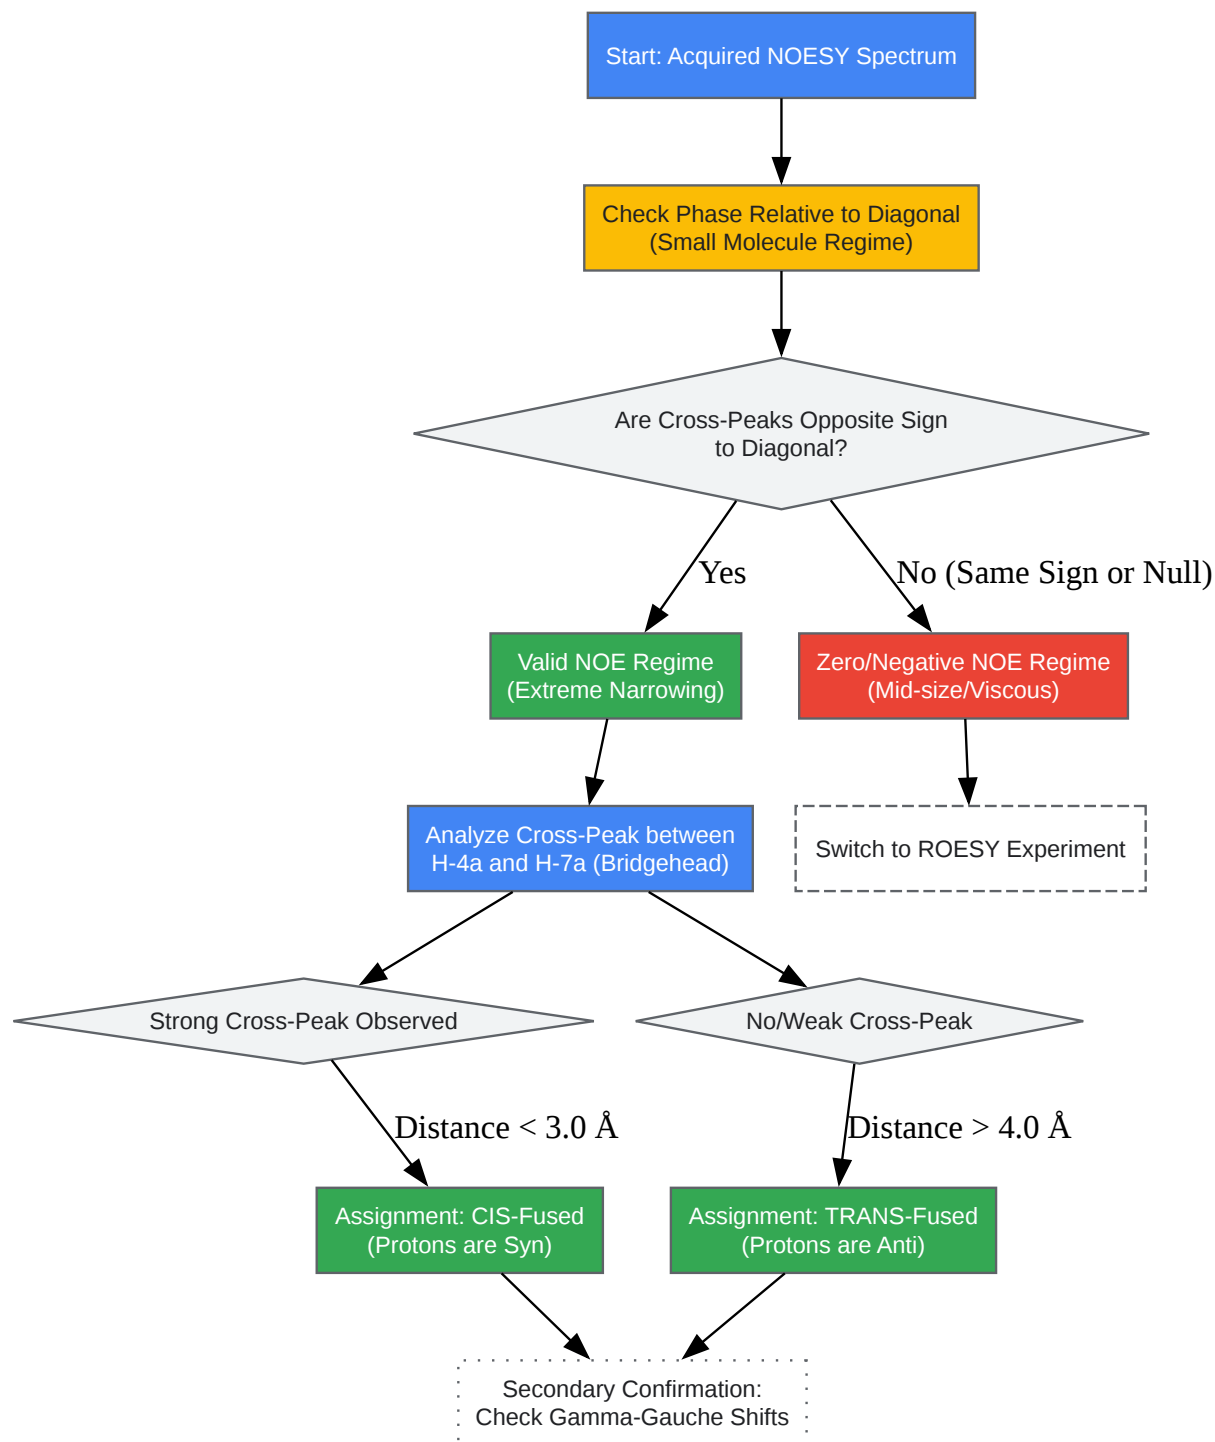 Start: Acquired NOESY Spectrum
Check Phase Relative to Diagonal
(Small Molecule Regime)
Are Cross-Peaks Opposite Sign
to Diagonal?
Yes
No (Same Sign or Null)
Valid NOE Regime
(Extreme Narrowing)
Zero/Negative NOE Regime
(Mid-size/Viscous)
Analyze Cross-Peak between
H-4a and H-7a (Bridgehead)
Switch to ROESY Experiment
Strong Cross-Peak Observed
No/Weak Cross-Peak
Distance < 3.0 Å
Distance > 4.0 Å
Assignment: CIS-Fused
(Protons are Syn)
Assignment: TRANS-Fused
(Protons are Anti)
Secondary Confirmation:
Check Gamma-Gauche Shifts